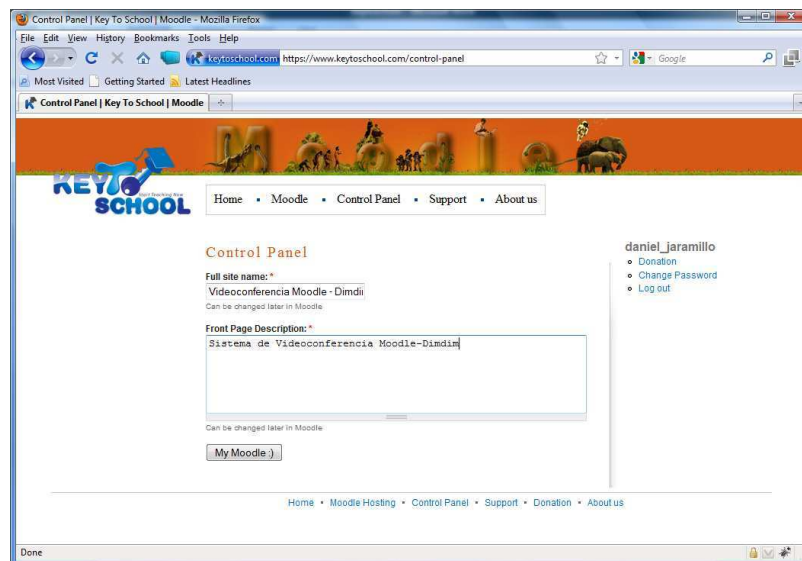 Control Panel | Key To School | Moodle - Mozilla Firefox
File Edit View History Bookmarks Tools Help
keytoschool.com https://www.keytoschool.com/control-panel
Google
Most Visited Getting Started Latest Headlines
Control Panel | Key To School | Moodle
Moodle
KEY TO
SCHOOL
Home • Moodle • Control Panel • Support • About us
Control Panel
Full site name: *
Videoconferencia Moodle - Dimdi
Can be changed later in Moodle
Front Page Description: *
Sistema de Videoconferencia Moodle-Dimdim
Can be changed later in Moodle
My Moodle :)
daniel_jaramillo
Donation
Change Password
Log out
Home • Moodle Hosting • Control Panel • Support • Donation • About us
Done